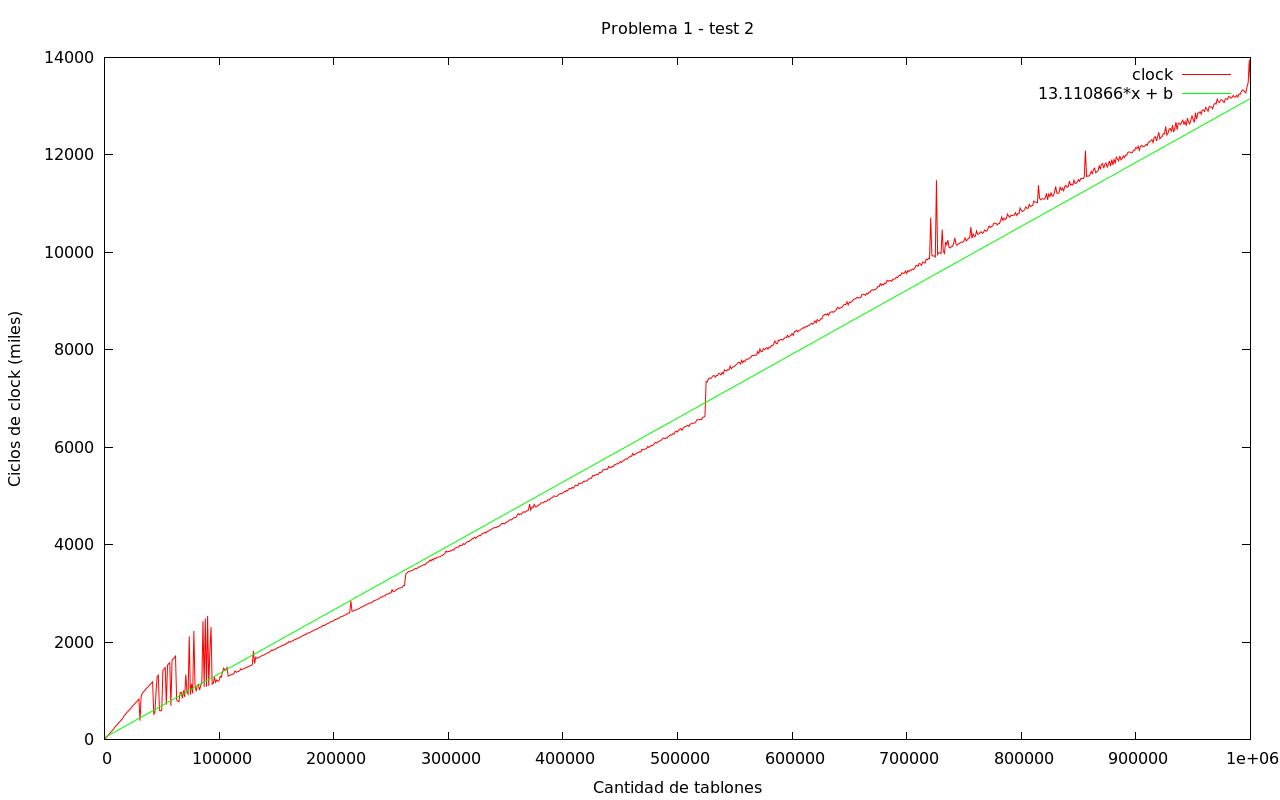 Problema 1 - test 2
14000
12000
10000
8000
6000
4000
2000
0
Ciclos de clock (miles)
clock
13.110866*x + b
0 100000 200000 300000 400000 500000 600000 700000 800000 900000 1e+06
Cantidad de tablones